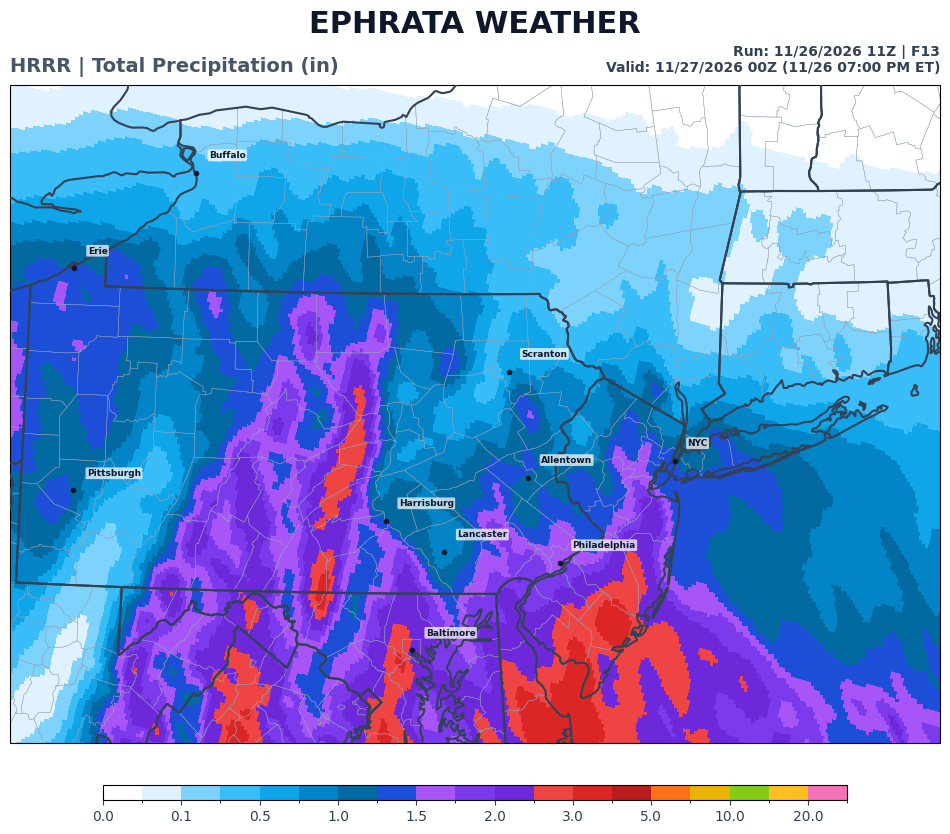 EPHRATA WEATHER
HRRR | Total Precipitation (in)
Run: 11/26/2026 11Z | F13
Valid: 11/27/2026 00Z (11/26 07:00 PM ET)
Buffalo
Erie
Scranton
NYC
Allentown
Pittsburgh
Harrisburg
Lancaster
Philadelphia
Baltimore
0.0 0.1 0.5 1.0 1.5 2.0 3.0 5.0 10.0 20.0